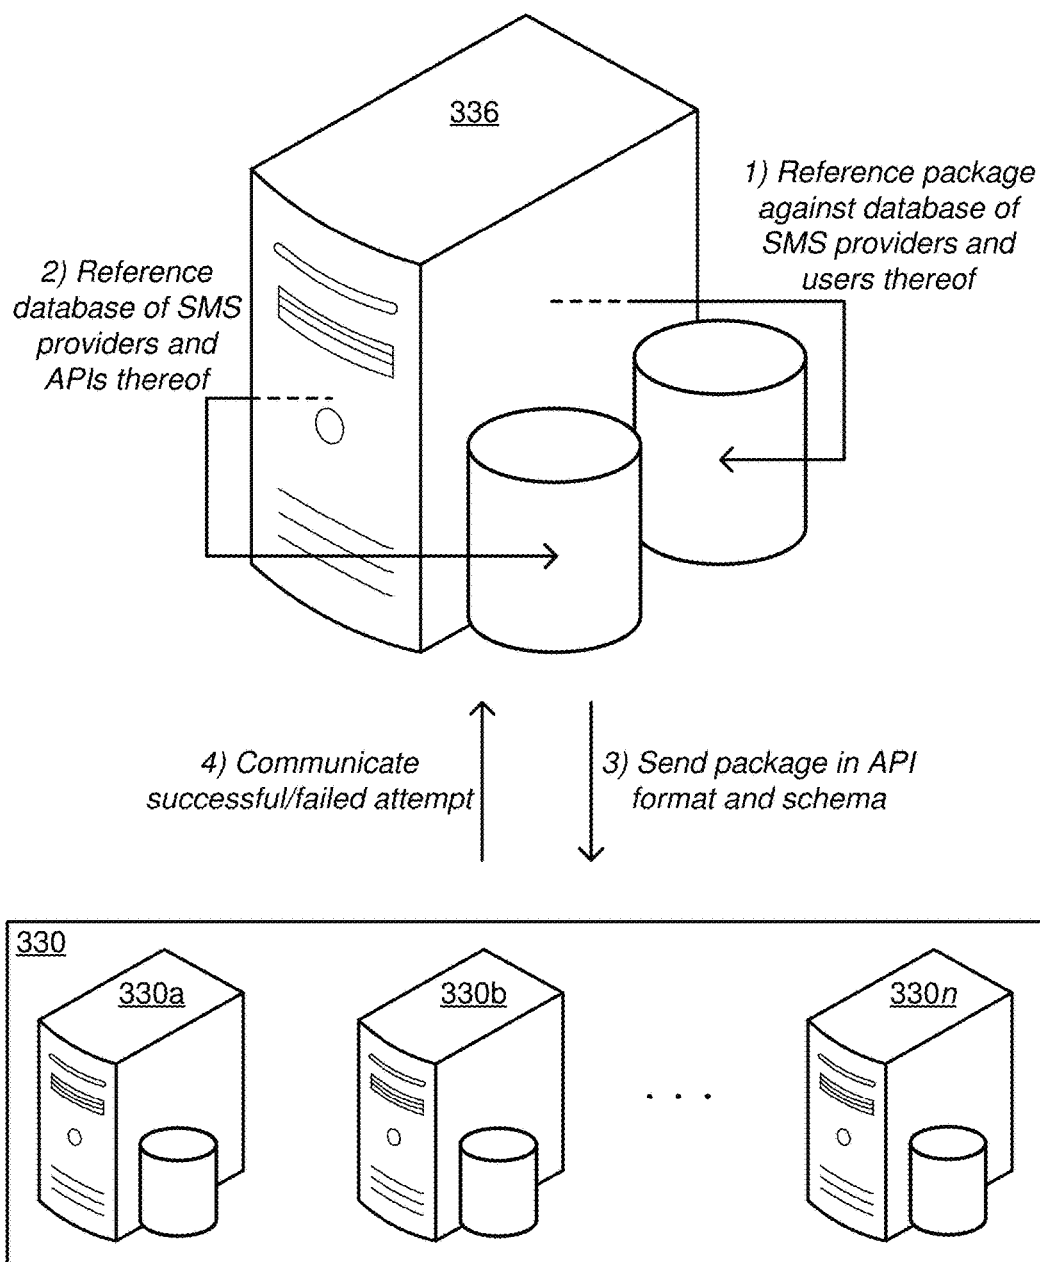 336
1) Reference package
against database of
SMS providers and
users thereof
2) Reference
database of SMS
providers and
APIs thereof
4) Communicate
successful/failed attempt
3) Send package in API
format and schema
330
330a
330b
330n
. . .